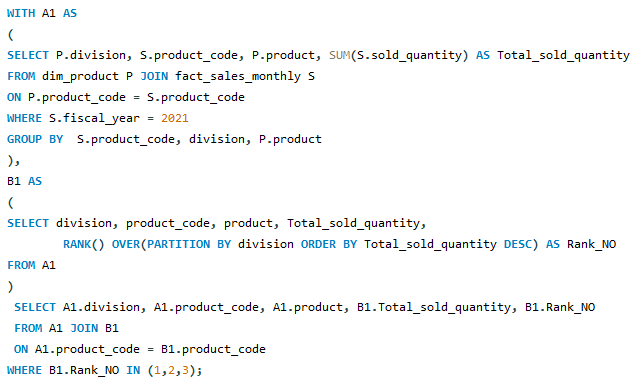 WITH A1 AS
(
SELECT P.division, S.product_code, P.product, SUM(S.sold_quantity) AS Total_sold_quantity
FROM dim_product P JOIN fact_sales_monthly S
ON P.product_code = S.product_code
WHERE S.fiscal_year = 2021
GROUP BY  S.product_code, division, P.product
),
B1 AS
(
SELECT division, product_code, product, Total_sold_quantity,
        RANK() OVER(PARTITION BY division ORDER BY Total_sold_quantity DESC) AS Rank_NO
FROM A1
)
 SELECT A1.division, A1.product_code, A1.product, B1.Total_sold_quantity, B1.Rank_NO
 FROM A1 JOIN B1
 ON A1.product_code = B1.product_code
WHERE B1.Rank_NO IN (1,2,3);